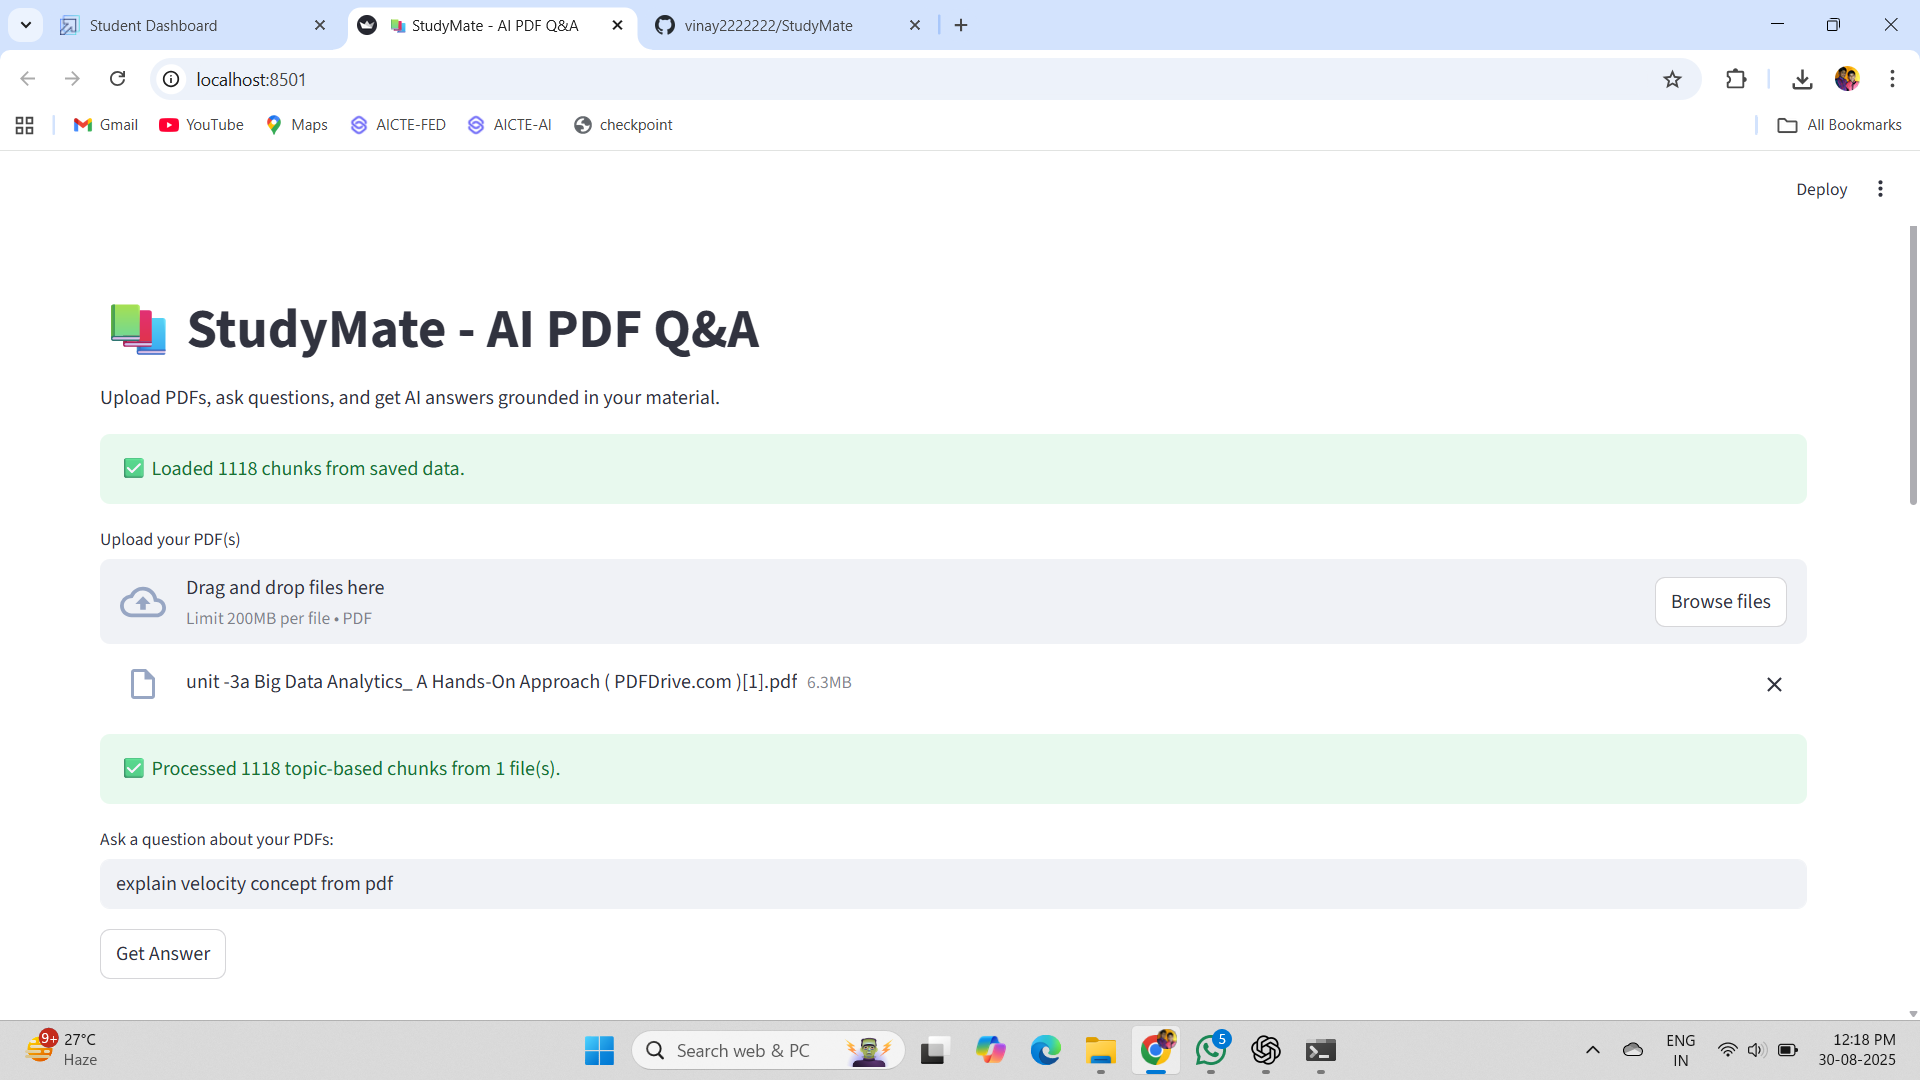 Student Dashboard
StudyMate - AI PDF Q&A
vinay2222222/StudyMate
localhost:8501
Gmail
YouTube
Maps
AICTE-FED
AICTE-AI
checkpoint
All Bookmarks
Deploy
StudyMate - AI PDF Q&A
Upload PDFs, ask questions, and get AI answers grounded in your material.
Loaded 1118 chunks from saved data.
Upload your PDF(s)
Drag and drop files here
Limit 200MB per file • PDF
Browse files
unit -3a Big Data Analytics_ A Hands-On Approach ( PDFDrive.com )[1].pdf 6.3MB
Processed 1118 topic-based chunks from 1 file(s).
Ask a question about your PDFs:
explain velocity concept from pdf
Get Answer
9+
27°C
Haze
Search web & PC
5
ENG
IN
12:18 PM
30-08-2025